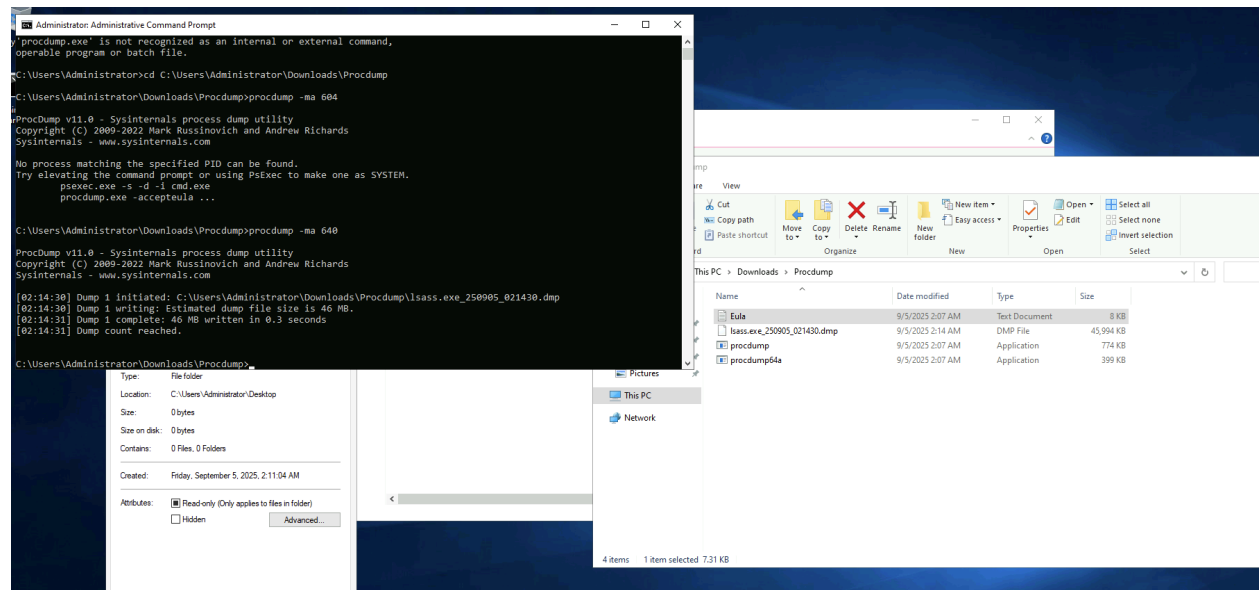 Administrator: Administrative Command Prompt
'procdump.exe' is not recognized as an internal or external command,
operable program or batch file.
C:\Users\Administrator>cd C:\Users\Administrator\Downloads\Procdump
C:\Users\Administrator\Downloads\Procdump>procdump -ma 604
ProcDump v11.0 - Sysinternals process dump utility
Copyright (C) 2009-2022 Mark Russinovich and Andrew Richards
Sysinternals - www.sysinternals.com
No process matching the specified PID can be found.
Try elevating the command prompt or using PsExec to make one as SYSTEM.
psexec.exe -s -d -i cmd.exe
procdump.exe -accepteula ...
C:\Users\Administrator\Downloads\Procdump>procdump -ma 640
ProcDump v11.0 - Sysinternals process dump utility
Copyright (C) 2009-2022 Mark Russinovich and Andrew Richards
Sysinternals - www.sysinternals.com
[02:14:30] Dump 1 initiated: C:\Users\Administrator\Downloads\Procdump\lsass.exe_250905_021430.dmp
[02:14:30] Dump 1 writing: Estimated dump file size is 46 MB.
[02:14:31] Dump 1 complete: 46 MB written in 0.3 seconds
[02:14:31] Dump count reached.
C:\Users\Administrator\Downloads\Procdump>
Type: File folder
Location: C:\Users\Administrator\Desktop
Size: 0 bytes
Size on disk: 0 bytes
Contains: 0 Files, 0 Folders
Created: Friday, September 5, 2025, 2:11:04 AM
Attributes: Read-only (Only applies to files in folder)
Hidden Advanced...
View
Cut
Copy path
Paste shortcut
Move to
Copy to
Delete
Rename
Organize
New folder
New item
Easy access
New
Properties
Open
Edit
Open
Select all
Select none
Invert selection
Select
This PC > Downloads > Procdump
Name Date modified Type Size
Eula 9/5/2025 2:07 AM Text Document 8 KB
lsass.exe_250905_021430.dmp 9/5/2025 2:14 AM DMP File 45,994 KB
procdump 9/5/2025 2:07 AM Application 774 KB
procdump64a 9/5/2025 2:07 AM Application 399 KB
Pictures
This PC
Network
4 items 1 item selected 7.31 KB